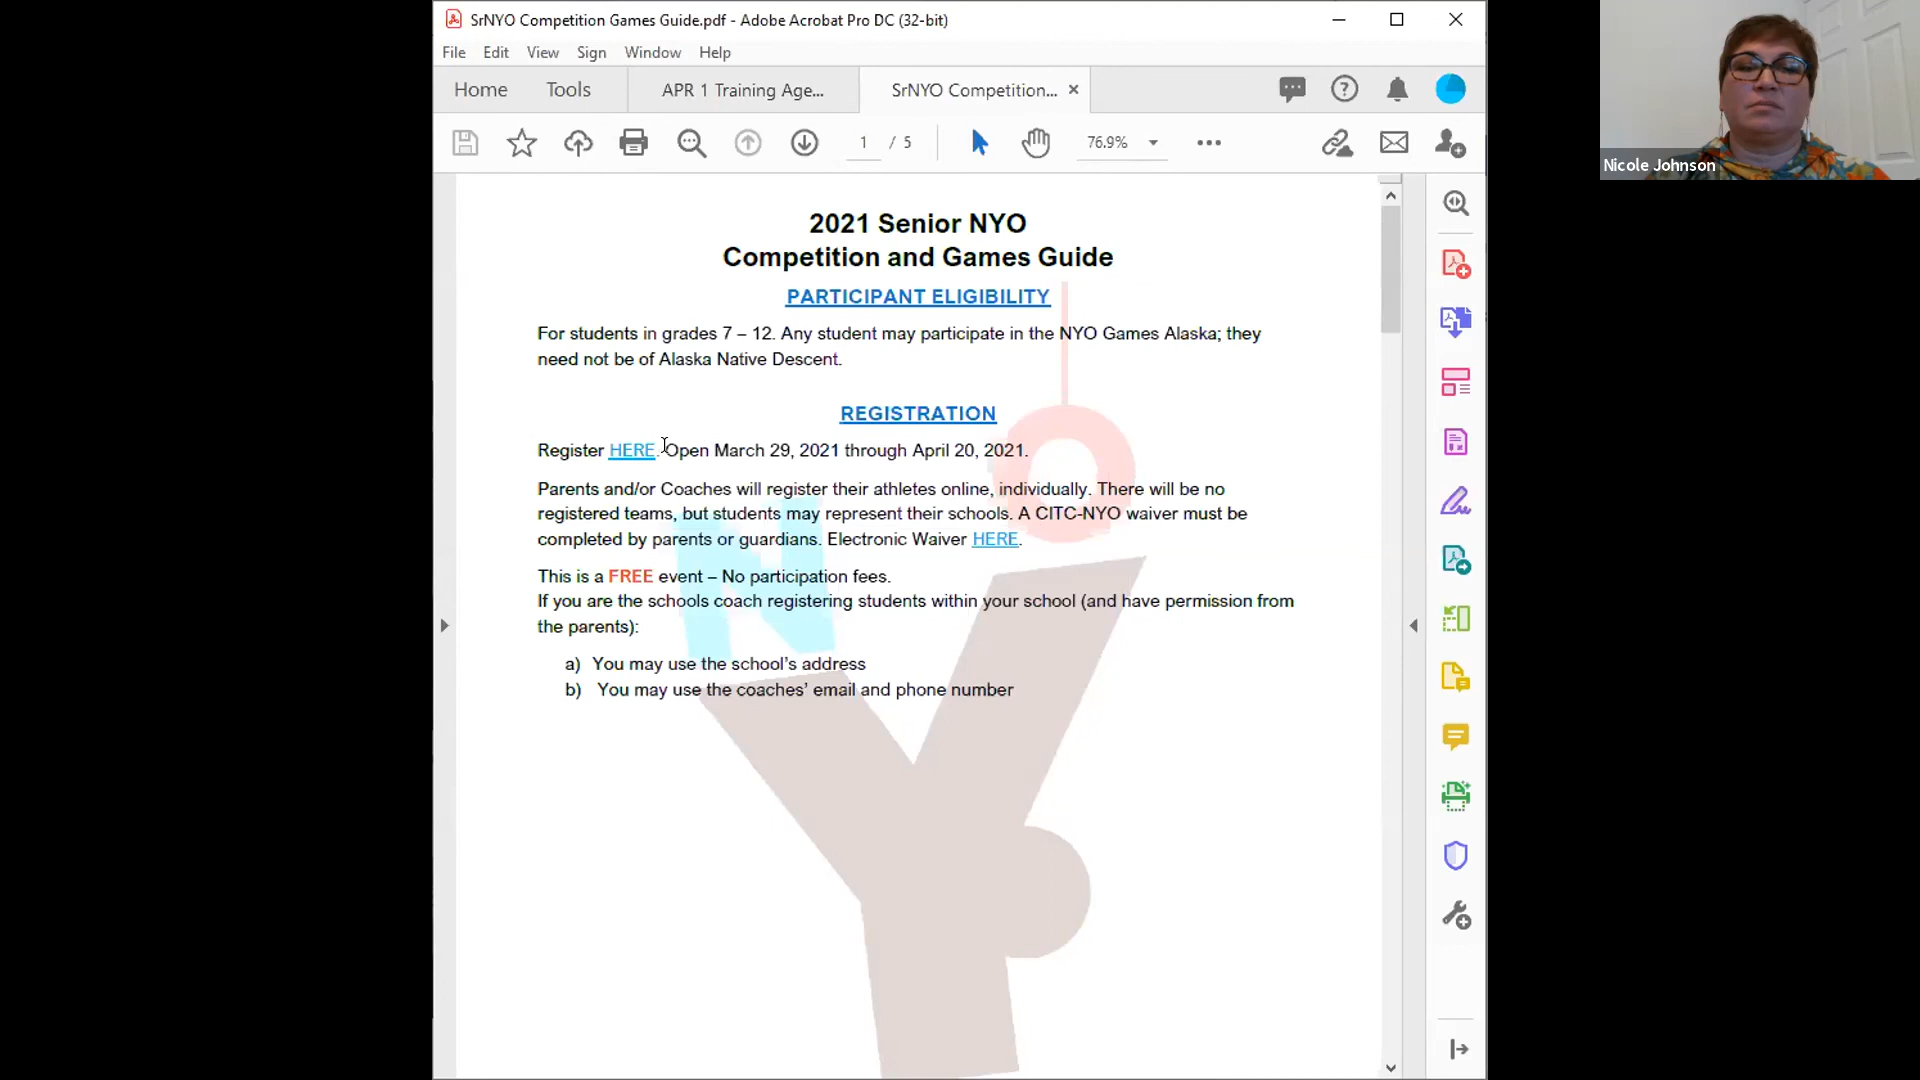 SrNYO Competition Games Guide.pdf - Adobe Acrobat Pro DC (32-bit)
File Edit View Sign Window Help
Home Tools APR 1 Training Age... SrNYO Competition... ×
1 / 5 76.9%
2021 Senior NYO
Competition and Games Guide
PARTICIPANT ELIGIBILITY
For students in grades 7 – 12. Any student may participate in the NYO Games Alaska; they
need not be of Alaska Native Descent.
REGISTRATION
Register HERE. Open March 29, 2021 through April 20, 2021.
Parents and/or Coaches will register their athletes online, individually. There will be no
registered teams, but students may represent their schools. A CITC-NYO waiver must be
completed by parents or guardians. Electronic Waiver HERE.
This is a FREE event – No participation fees.
If you are the schools coach registering students within your school (and have permission from
the parents):
a) You may use the school’s address
b) You may use the coaches’ email and phone number
NYO
Nicole Johnson